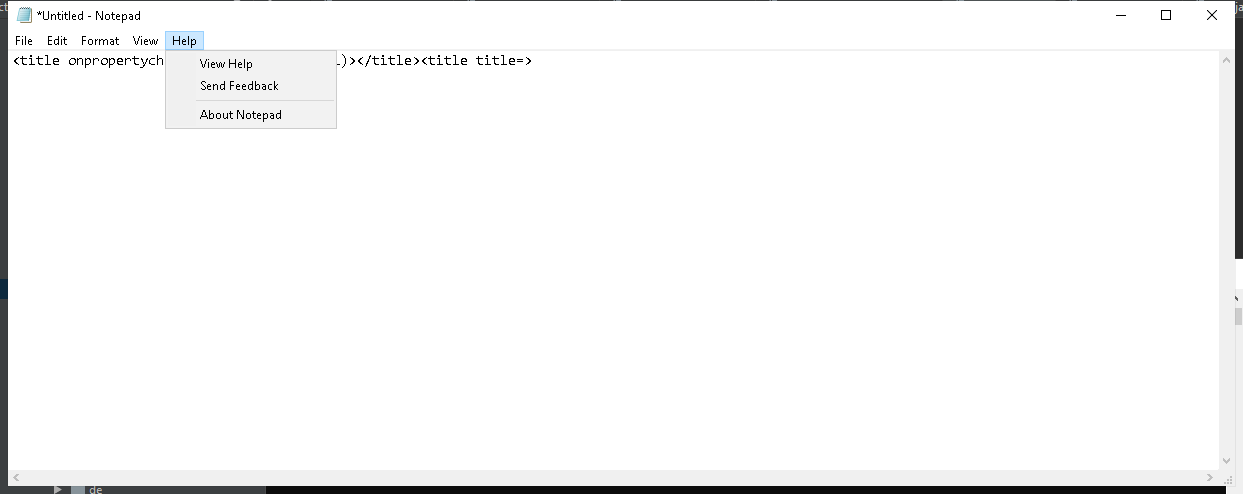 *Untitled - Notepad
File Edit Format View Help
<title onpropertych )></title><title title=>
View Help
Send Feedback
About Notepad
de